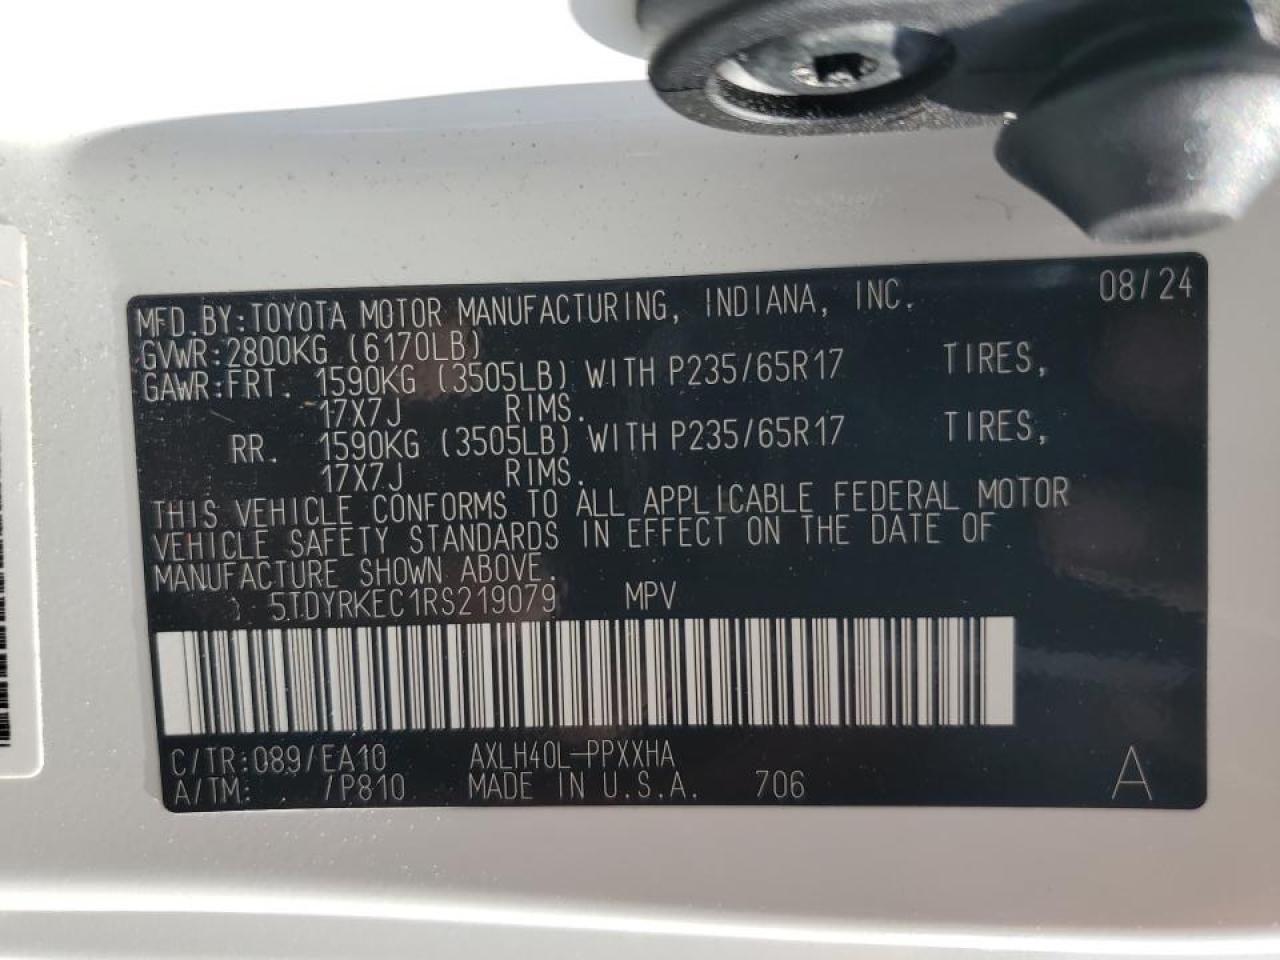 MFD.BY:TOYOTA MOTOR MANUFACTURING, INDIANA, INC. 08/24
GVWR:2800KG (6170LB)
GAWR:FRT. 1590KG (3505LB) WITH P235/65R17 TIRES,
17X7J RIMS.
RR. 1590KG (3505LB) WITH P235/65R17 TIRES,
17X7J RIMS.
THIS VEHICLE CONFORMS TO ALL APPLICABLE FEDERAL MOTOR
VEHICLE SAFETY STANDARDS IN EFFECT ON THE DATE OF
MANUFACTURE SHOWN ABOVE.
5TDYRKEC1RS219079 MPV
C/TR:089/EA10 AXLH40L-PPXXHA
A/TM: /P810 MADE IN U.S.A. 706 A